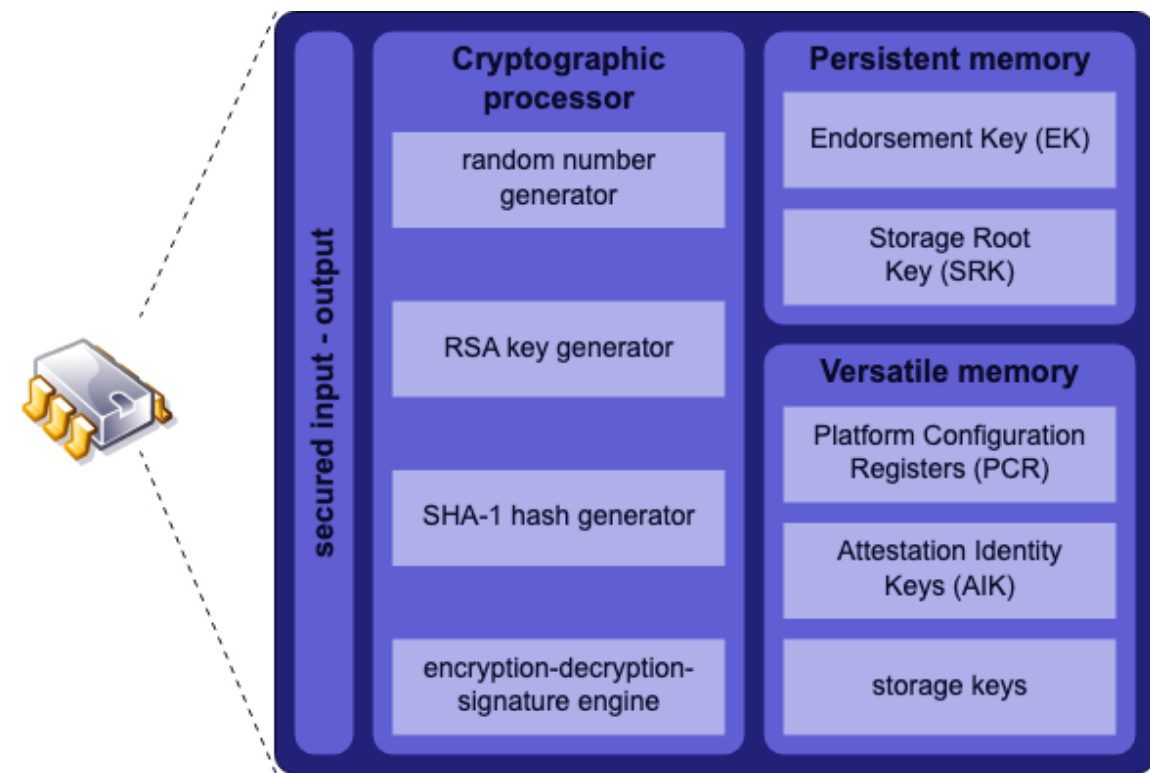 secured input - output
Cryptographic
processor
random number
generator
RSA key generator
SHA-1 hash generator
encryption-decryption-
signature engine
Persistent memory
Endorsement Key (EK)
Storage Root
Key (SRK)
Versatile memory
Platform Configuration
Registers (PCR)
Attestation Identity
Keys (AIK)
storage keys